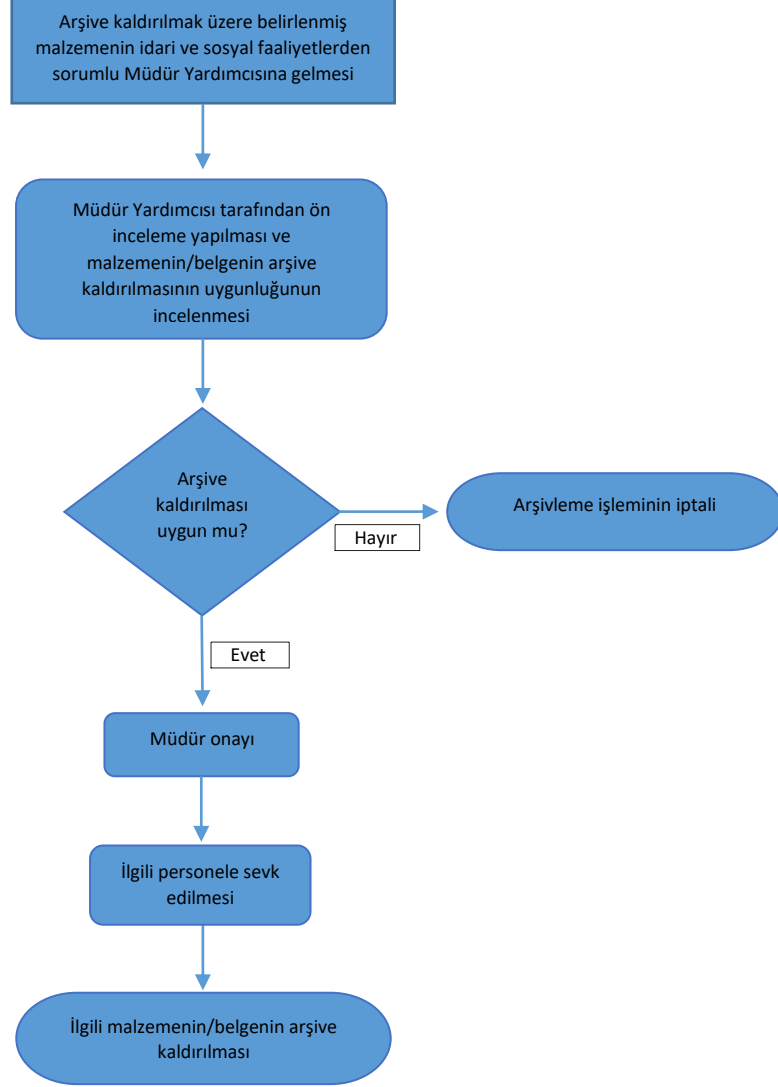 Arşive kaldırılmak üzere belirlenmiş
malzemenin idari ve sosyal faaliyetlerden
sorumlu Müdür Yardımcısına gelmesi
Müdür Yardımcısı tarafından ön
inceleme yapılması ve
malzemenin/belgenin arşive
kaldırılmasının uygunluğunun
incelenmesi
Arşive
kaldırılması
uygun mu?
Hayır
Arşivleme işleminin iptali
Evet
Müdür onayı
İlgili personele sevk
edilmesi
İlgili malzemenin/belgenin arşive
kaldırılması